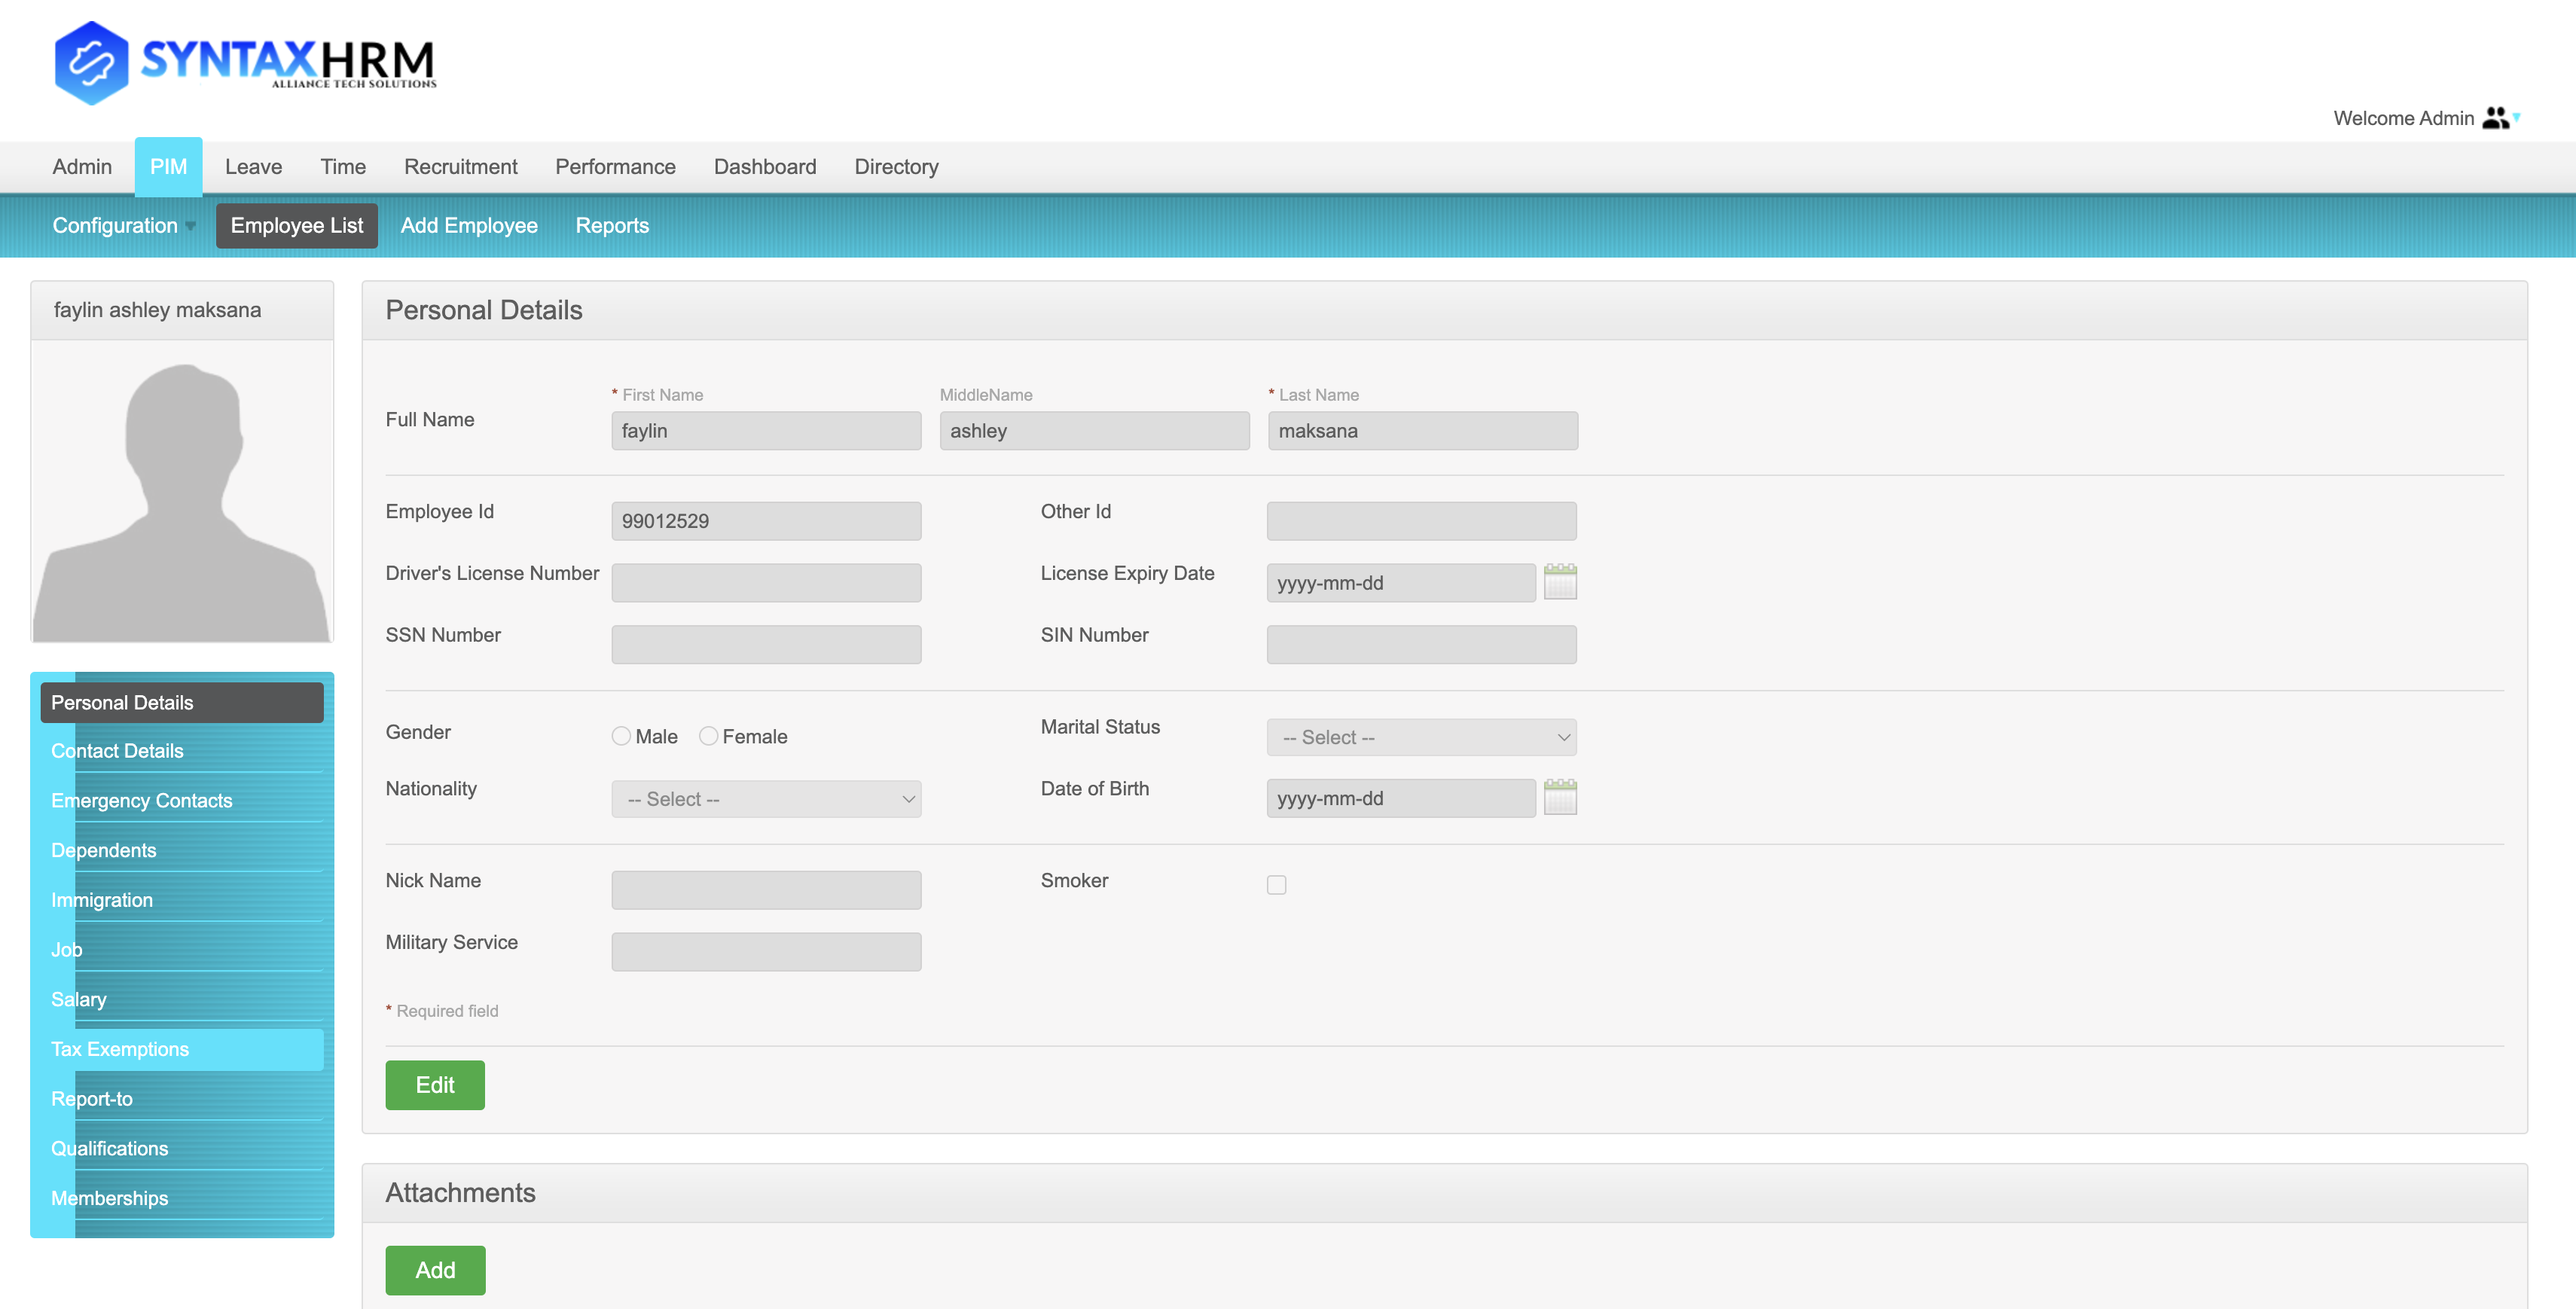 SYNTAXHRM
ALLIANCE TECH SOLUTIONS
Welcome Admin
Admin PIM Leave Time Recruitment Performance Dashboard Directory
Configuration Employee List Add Employee Reports
faylin ashley maksana
Personal Details
Contact Details
Emergency Contacts
Dependents
Immigration
Job
Salary
Tax Exemptions
Report-to
Qualifications
Memberships
Personal Details
* First Name MiddleName * Last Name
Full Name faylin ashley maksana
Employee Id 99012529 Other Id
Driver's License Number License Expiry Date yyyy-mm-dd
SSN Number SIN Number
Gender Male Female Marital Status -- Select --
Nationality -- Select -- Date of Birth yyyy-mm-dd
Nick Name Smoker
Military Service
* Required field
Edit
Attachments
Add